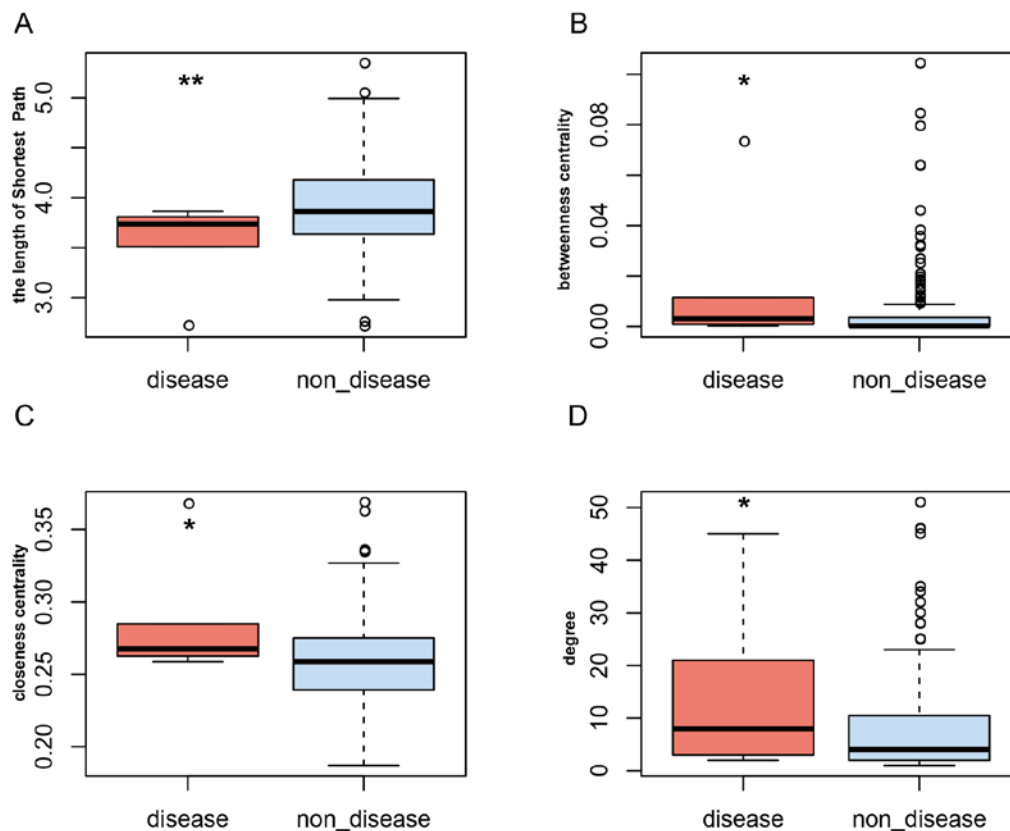 A
the length of Shortest Path
5.0
4.0
3.0
**
disease non_disease
B
betweenness centrality
0.08
0.04
0.00
*
disease non_disease
C
closeness centrality
0.35
0.30
0.25
0.20
*
disease non_disease
D
degree
50
40
30
20
10
0
*
disease non_disease